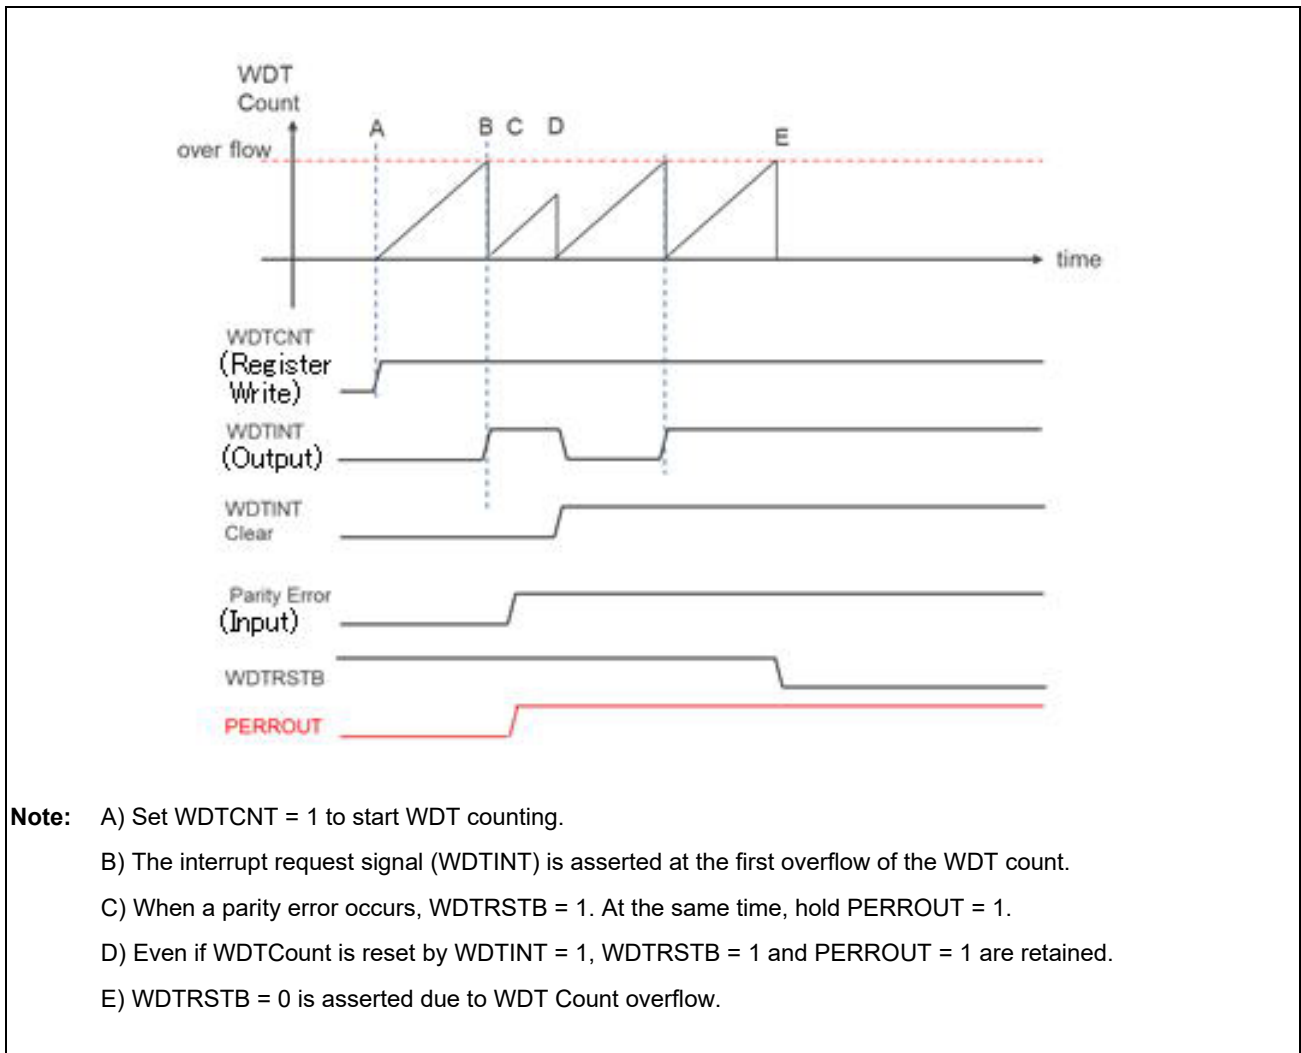 WDT
Count
over flow
A
B C D
E
time
WDTCNT
(Register
Write)
WDTINT
(Output)
WDTINT
Clear
Parity Error
(Input)
WDTRSTB
PERROUT
Note: A) Set WDTCNT = 1 to start WDT counting.
B) The interrupt request signal (WDTINT) is asserted at the first overflow of the WDT count.
C) When a parity error occurs, WDTRSTB = 1. At the same time, hold PERROUT = 1.
D) Even if WDTCount is reset by WDTINT = 1, WDTRSTB = 1 and PERROUT = 1 are retained.
E) WDTRSTB = 0 is asserted due to WDT Count overflow.